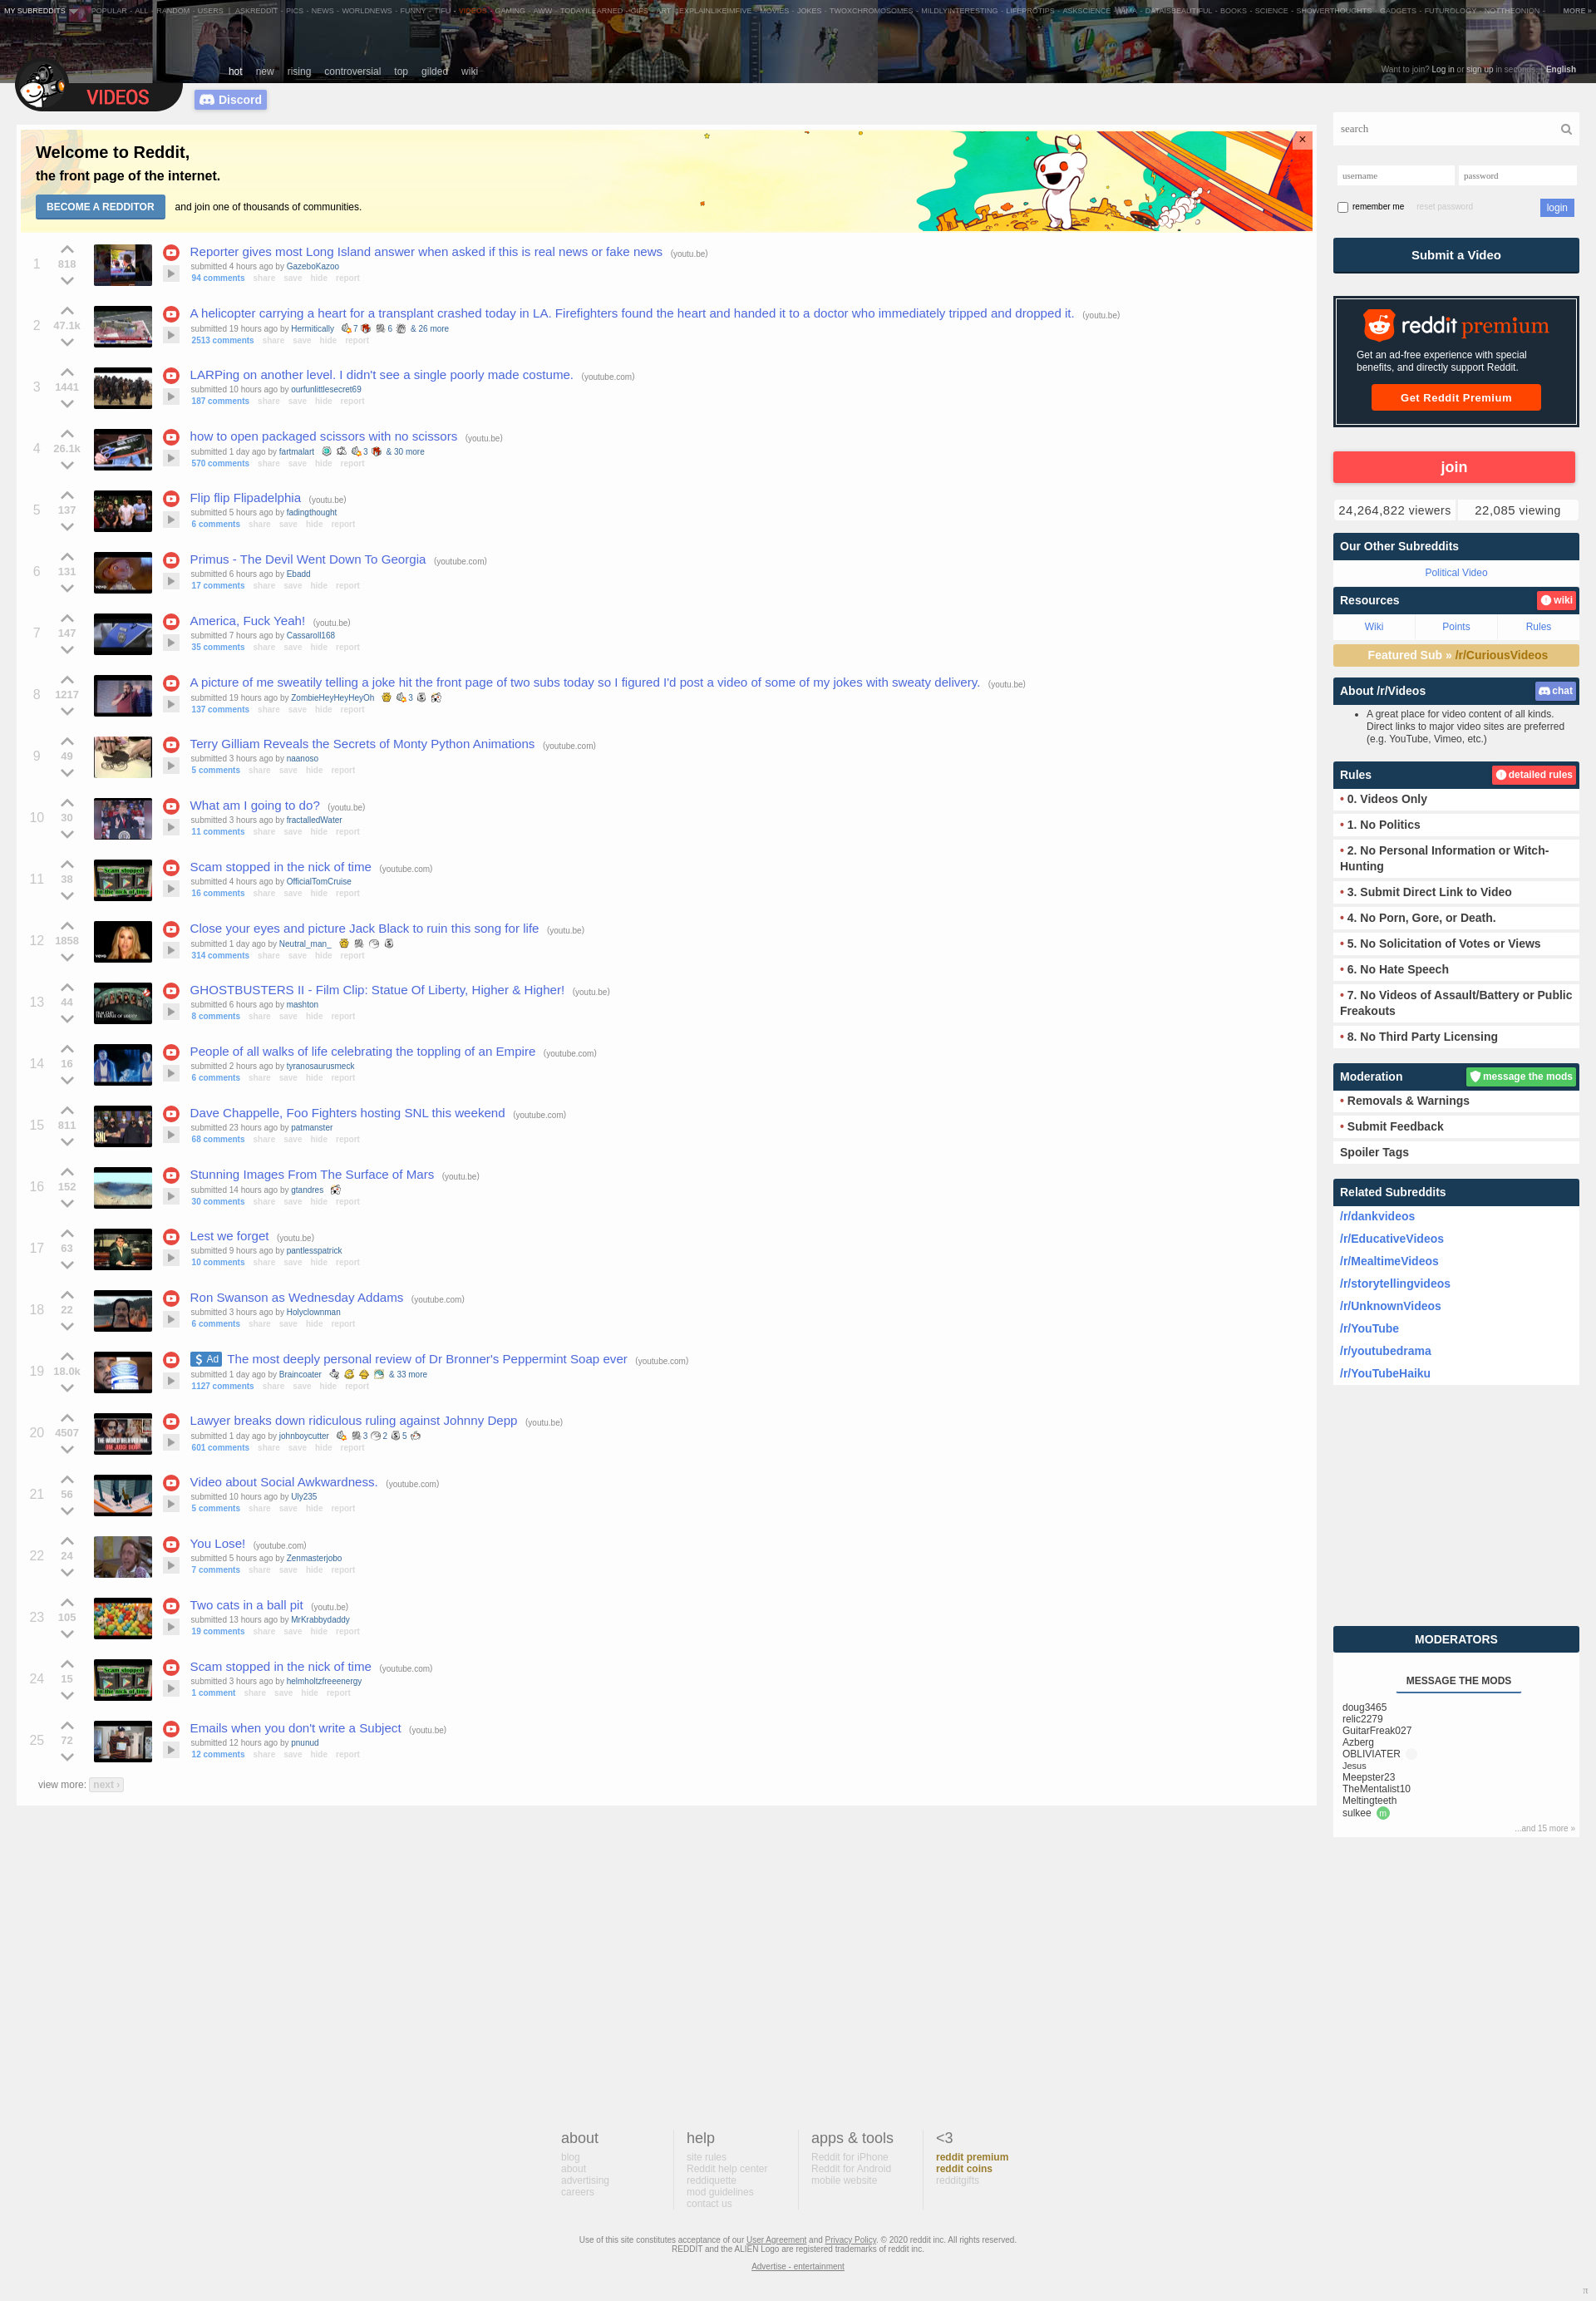 MY SUBREDDITS POPULAR - ALL - RANDOM - USERS | ASKREDDIT - PICS - NEWS - WORLDNEWS - FUNNY - TIFU - VIDEOS - GAMING - AWW - TODAYILEARNED - GIFS - ART - EXPLAINLIKEIMFIVE - MOVIES - JOKES - TWOXCHROMOSOMES - MILDLYINTERESTING - LIFEPROTIPS - ASKSCIENCE - IAMA - DATAISBEAUTIFUL - BOOKS - SCIENCE - SHOWERTHOUGHTS - GADGETS - FUTUROLOGY - NOTTHEONION - MORE »
hot new rising controversial top gilded wiki
Want to join? Log in or sign up in seconds. | English
VIDEOS
Discord
Welcome to Reddit,
the front page of the internet.
BECOME A REDDITOR and join one of thousands of communities.
×
1 818 Reporter gives most Long Island answer when asked if this is real news or fake news (youtu.be)
submitted 4 hours ago by GazeboKazoo
94 comments share save hide report
2 47.1k A helicopter carrying a heart for a transplant crashed today in LA. Firefighters found the heart and handed it to a doctor who immediately tripped and dropped it. (youtu.be)
submitted 19 hours ago by Hermitically 7 6 & 26 more
2513 comments share save hide report
3 1441 LARPing on another level. I didn't see a single poorly made costume. (youtube.com)
submitted 10 hours ago by ourfunlittlesecret69
187 comments share save hide report
4 26.1k how to open packaged scissors with no scissors (youtu.be)
submitted 1 day ago by fartmalart 3 & 30 more
570 comments share save hide report
5 137 Flip flip Flipadelphia (youtu.be)
submitted 5 hours ago by fadingthought
6 comments share save hide report
6 131 Primus - The Devil Went Down To Georgia (youtube.com)
submitted 6 hours ago by Ebadd
17 comments share save hide report
7 147 America, Fuck Yeah! (youtu.be)
submitted 7 hours ago by Cassaroll168
35 comments share save hide report
8 1217 A picture of me sweatily telling a joke hit the front page of two subs today so I figured I'd post a video of some of my jokes with sweaty delivery. (youtu.be)
submitted 19 hours ago by ZombieHeyHeyHeyOh 3
137 comments share save hide report
9 49 Terry Gilliam Reveals the Secrets of Monty Python Animations (youtube.com)
submitted 3 hours ago by naanoso
5 comments share save hide report
10 30 What am I going to do? (youtu.be)
submitted 3 hours ago by fractalledWater
11 comments share save hide report
11 38 Scam stopped in the nick of time (youtube.com)
submitted 4 hours ago by OfficialTomCruise
16 comments share save hide report
12 1858 Close your eyes and picture Jack Black to ruin this song for life (youtu.be)
submitted 1 day ago by Neutral_man_
314 comments share save hide report
13 44 GHOSTBUSTERS II - Film Clip: Statue Of Liberty, Higher & Higher! (youtu.be)
submitted 6 hours ago by mashton
8 comments share save hide report
14 16 People of all walks of life celebrating the toppling of an Empire (youtube.com)
submitted 2 hours ago by tyranosaurusmeck
6 comments share save hide report
15 811 Dave Chappelle, Foo Fighters hosting SNL this weekend (youtube.com)
submitted 23 hours ago by patmanster
68 comments share save hide report
16 152 Stunning Images From The Surface of Mars (youtu.be)
submitted 14 hours ago by gtandres
30 comments share save hide report
17 63 Lest we forget (youtu.be)
submitted 9 hours ago by pantlesspatrick
10 comments share save hide report
18 22 Ron Swanson as Wednesday Addams (youtube.com)
submitted 3 hours ago by Holyclownman
6 comments share save hide report
19 18.0k $ Ad The most deeply personal review of Dr Bronner's Peppermint Soap ever (youtube.com)
submitted 1 day ago by Braincoater & 33 more
1127 comments share save hide report
20 4507 Lawyer breaks down ridiculous ruling against Johnny Depp (youtu.be)
submitted 1 day ago by johnboycutter 3 2 5
601 comments share save hide report
21 56 Video about Social Awkwardness. (youtube.com)
submitted 10 hours ago by Uly235
5 comments share save hide report
22 24 You Lose! (youtube.com)
submitted 5 hours ago by Zenmasterjobo
7 comments share save hide report
23 105 Two cats in a ball pit (youtu.be)
submitted 13 hours ago by MrKrabbydaddy
19 comments share save hide report
24 15 Scam stopped in the nick of time (youtube.com)
submitted 3 hours ago by helmholtzfreeenergy
1 comment share save hide report
25 72 Emails when you don't write a Subject (youtu.be)
submitted 12 hours ago by pnunud
12 comments share save hide report
view more: next ›
search
username password
remember me reset password login
Submit a Video
reddit premium
Get an ad-free experience with special
benefits, and directly support Reddit.
Get Reddit Premium
join
24,264,822 viewers 22,085 viewing
Our Other Subreddits
Political Video
Resources wiki
Wiki Points Rules
Featured Sub » /r/CuriousVideos
About /r/Videos chat
• A great place for video content of all kinds.
Direct links to major video sites are preferred
(e.g. YouTube, Vimeo, etc.)
Rules detailed rules
• 0. Videos Only
• 1. No Politics
• 2. No Personal Information or Witch-
Hunting
• 3. Submit Direct Link to Video
• 4. No Porn, Gore, or Death.
• 5. No Solicitation of Votes or Views
• 6. No Hate Speech
• 7. No Videos of Assault/Battery or Public
Freakouts
• 8. No Third Party Licensing
Moderation message the mods
• Removals & Warnings
• Submit Feedback
Spoiler Tags
Related Subreddits
/r/dankvideos
/r/EducativeVideos
/r/MealtimeVideos
/r/storytellingvideos
/r/UnknownVideos
/r/YouTube
/r/youtubedrama
/r/YouTubeHaiku
MODERATORS
MESSAGE THE MODS
doug3465
relic2279
GuitarFreak027
Azberg
OBLIVIATER
Jesus
Meepster23
TheMentalist10
Meltingteeth
sulkee m
...and 15 more »
about
blog
about
advertising
careers
help
site rules
Reddit help center
reddiquette
mod guidelines
contact us
apps & tools
Reddit for iPhone
Reddit for Android
mobile website
<3
reddit premium
reddit coins
redditgifts
Use of this site constitutes acceptance of our User Agreement and Privacy Policy. © 2020 reddit inc. All rights reserved.
REDDIT and the ALIEN Logo are registered trademarks of reddit inc.
Advertise - entertainment
π